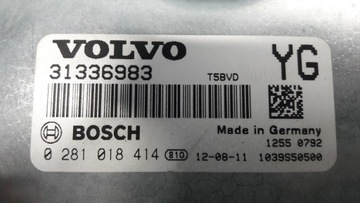 VOLVO
31336983 T5BVD YG
BOSCH Made in Germany
1255 0792
0 281 018 414 810 12-08-11 1039S50500